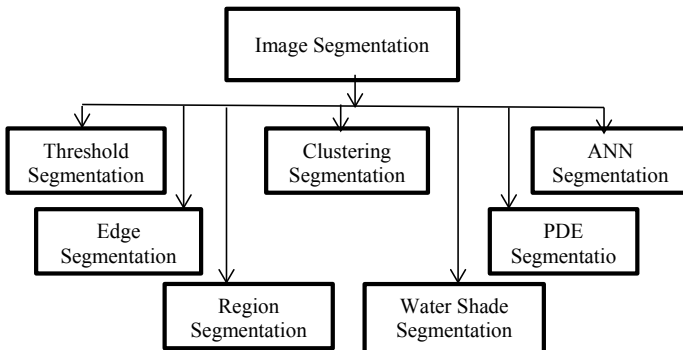 Image Segmentation
Threshold
Segmentation
Clustering
Segmentation
ANN
Segmentation
Edge
Segmentation
PDE
Segmentatio
Region
Segmentation
Water Shade
Segmentation